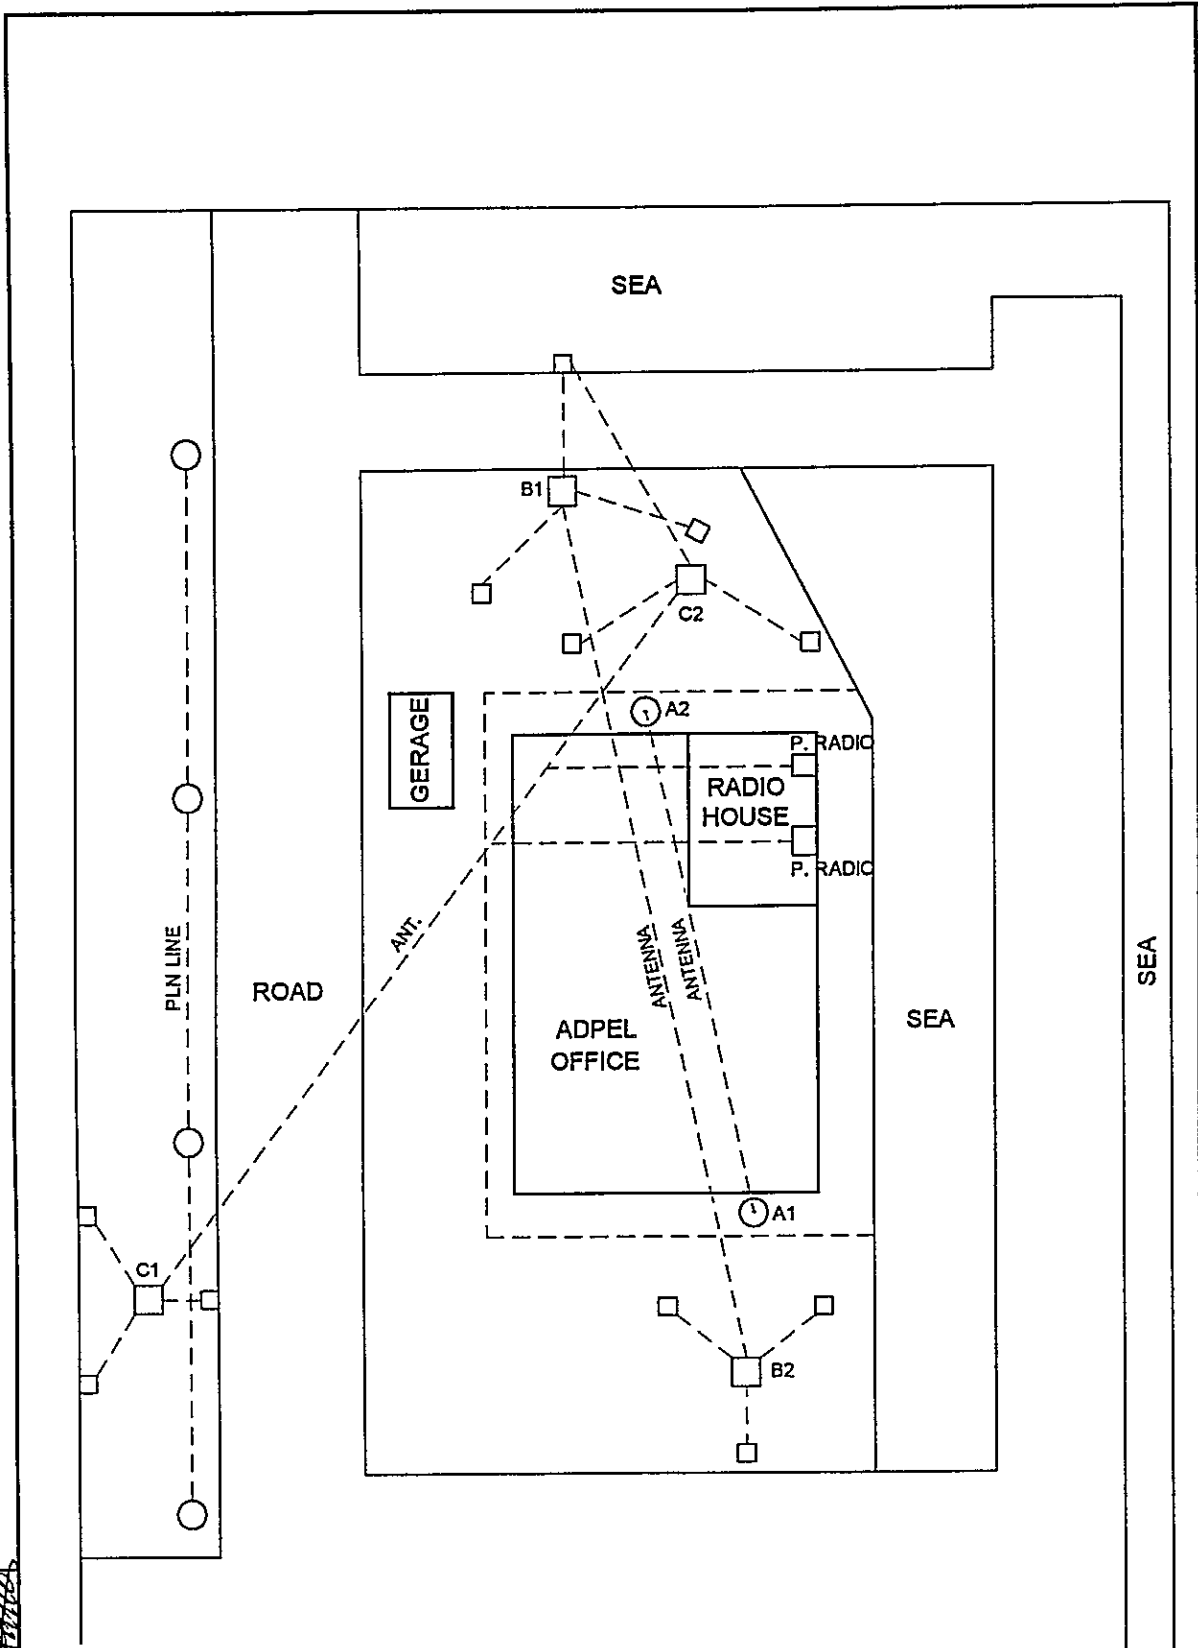 SEA
B1
C2
GERAGE
A2
P. RADIO
RADIO
HOUSE
P. RADIO
ANT.
ANTENNA
ANTENNA
PLN LINE
ROAD
ADPEL
OFFICE
SEA
SEA
A1
C1
B2